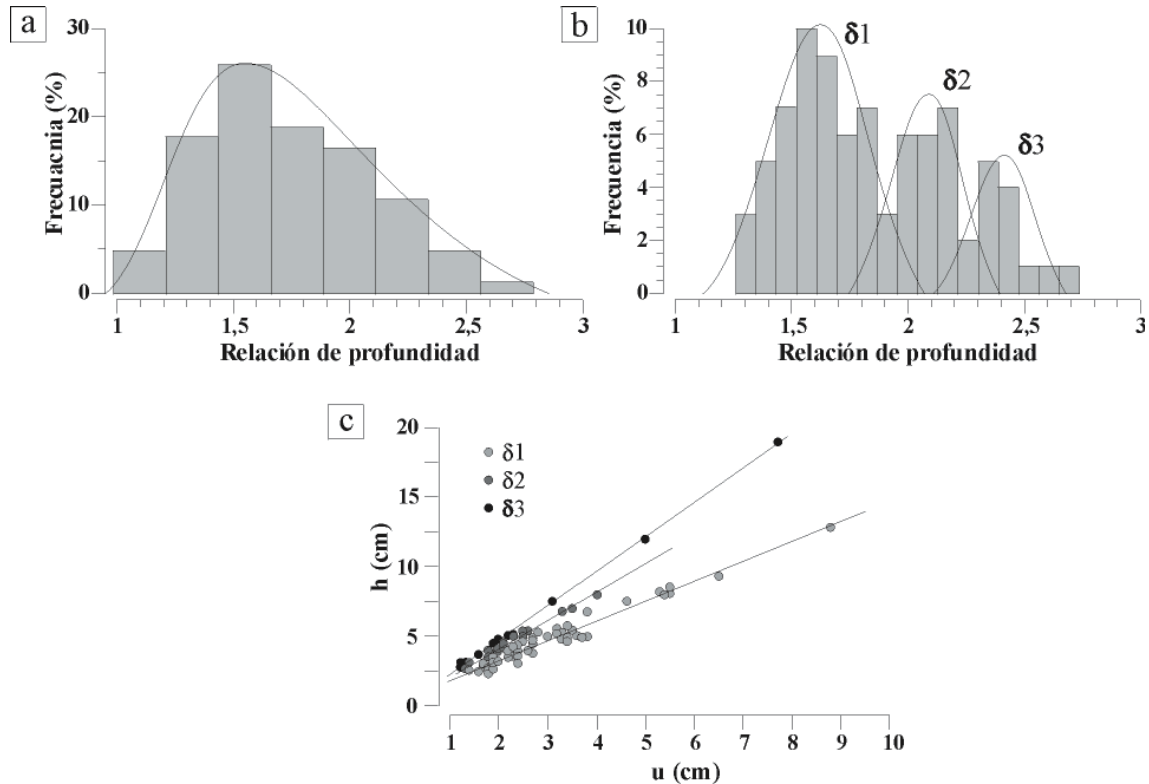 a
30
20
10
0
Frecuacnia (%)
1 1,5 2 2,5 3
Relación de profundidad
b
10
8
6
4
2
0
Frecuencia (%)
δ1
δ2
δ3
1 1,5 2 2,5 3
Relación de profundidad
c
20
15
10
5
0
h (cm)
δ1
δ2
δ3
1 2 3 4 5 6 7 8 9 10
u (cm)